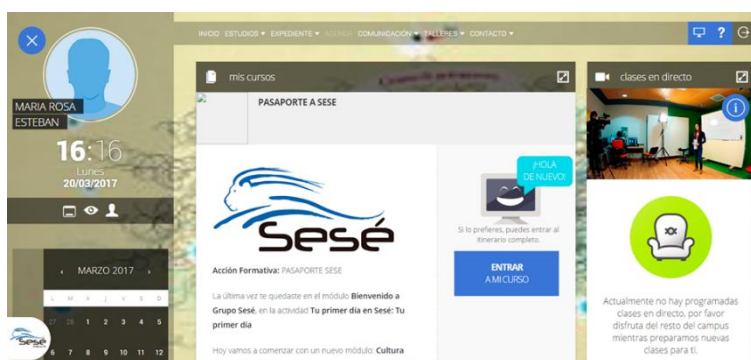 INICIO ESTUDIOS EXPEDIENTE AGENDA COMUNICACIÓN TALLERES CONTACTO
?
MARIA ROSA
ESTEBAN
16:16
Lunes
20/03/2017
MARZO 2017
L M X J V S D
27 28 1 2 3 4 5
6 7 8 9 10 11 12
sesé
mis cursos
PASAPORTE A SESE
sesé
Acción Formativa: PASAPORTE SESE
La última vez te quedaste en el módulo Bienvenido a
Grupo Sesé, en la actividad Tu primer día en Sesé: Tu
primer día
Hoy vamos a comenzar con un nuevo módulo: Cultura
¡HOLA
DE NUEVO!
Si lo prefieres, puedes entrar al
itinerario completo.
ENTRAR
A MI CURSO
clases en directo
i
Actualmente no hay programadas
clases en directo, por favor
disfruta del resto del campus
mientras preparamos nuevas
clases para ti.